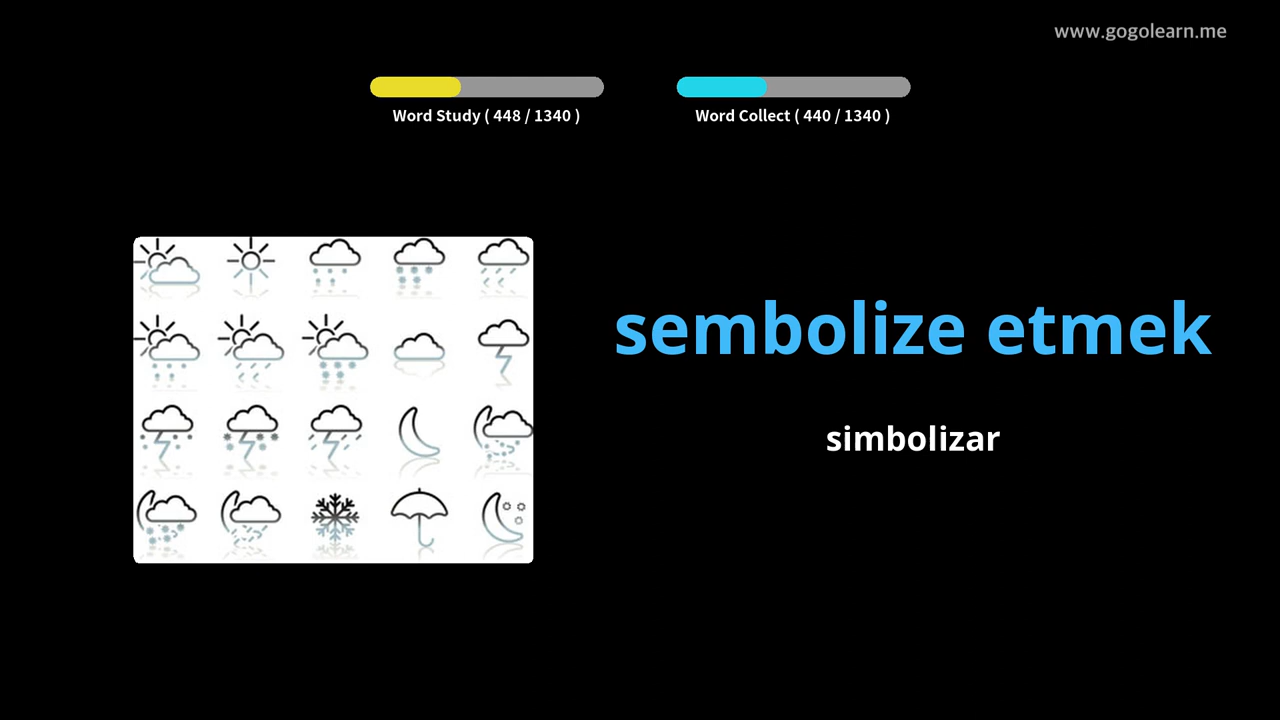 www.gogolearn.me
Word Study ( 448 / 1340 )
Word Collect ( 440 / 1340 )
sembolize etmek
simbolizar